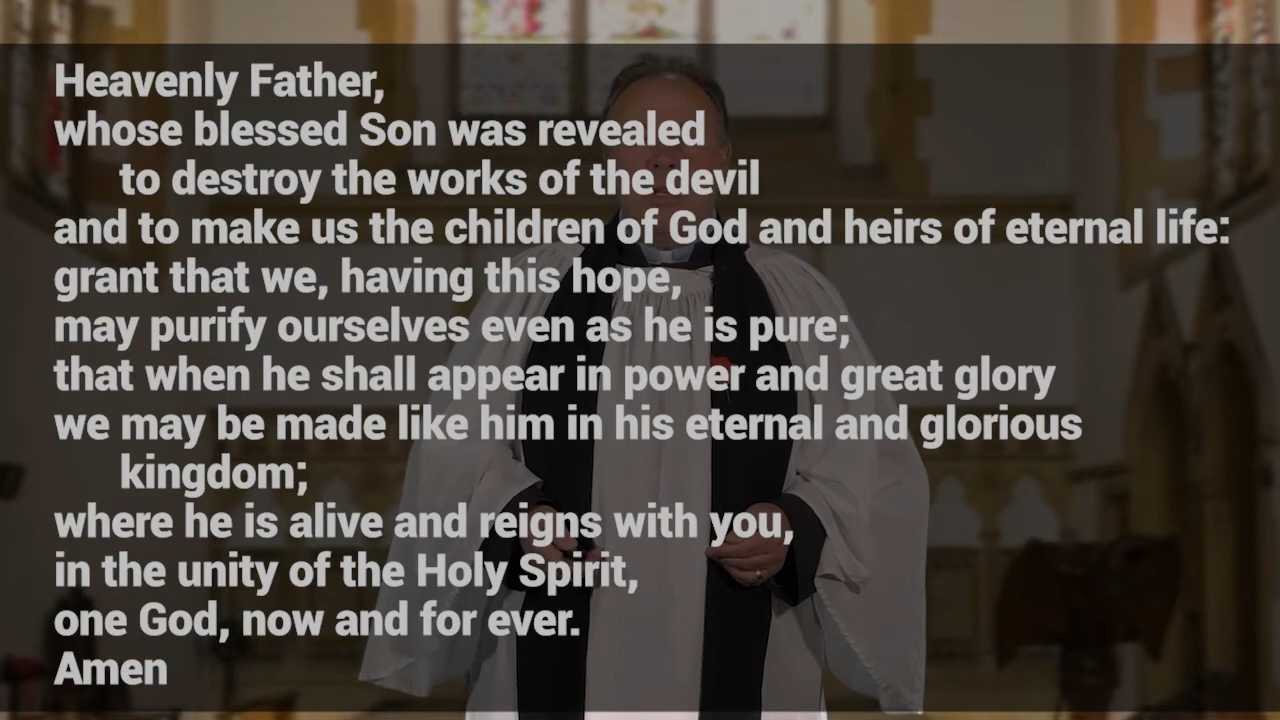 Heavenly Father,
whose blessed Son was revealed
to destroy the works of the devil
and to make us the children of God and heirs of eternal life:
grant that we, having this hope,
may purify ourselves even as he is pure;
that when he shall appear in power and great glory
we may be made like him in his eternal and glorious
kingdom;
where he is alive and reigns with you,
in the unity of the Holy Spirit,
one God, now and for ever.
Amen